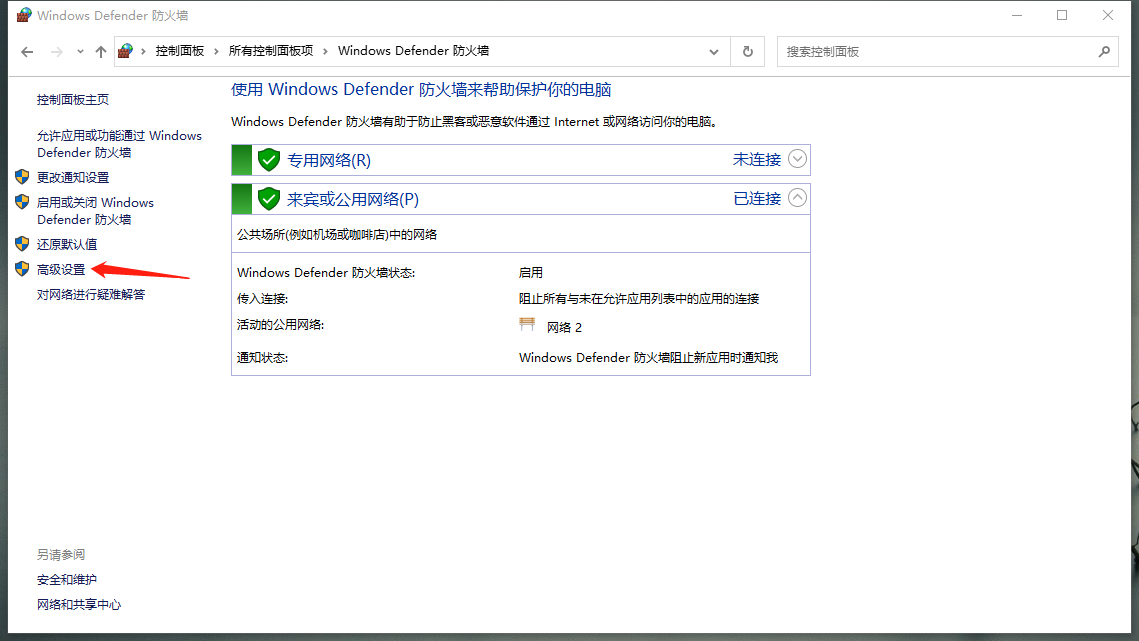 Windows Defender 防火墙
控制面板 › 所有控制面板项 › Windows Defender 防火墙
搜索控制面板
控制面板主页
允许应用或功能通过 Windows
Defender 防火墙
更改通知设置
启用或关闭 Windows
Defender 防火墙
还原默认值
高级设置
对网络进行疑难解答
另请参阅
安全和维护
网络和共享中心
使用 Windows Defender 防火墙来帮助保护你的电脑
Windows Defender 防火墙有助于防止黑客或恶意软件通过 Internet 或网络访问你的电脑。
专用网络(R) 未连接
来宾或公用网络(P) 已连接
公共场所(例如机场或咖啡店)中的网络
Windows Defender 防火墙状态: 启用
传入连接: 阻止所有与未在允许应用列表中的应用的连接
活动的公用网络: 网络 2
通知状态: Windows Defender 防火墙阻止新应用时通知我